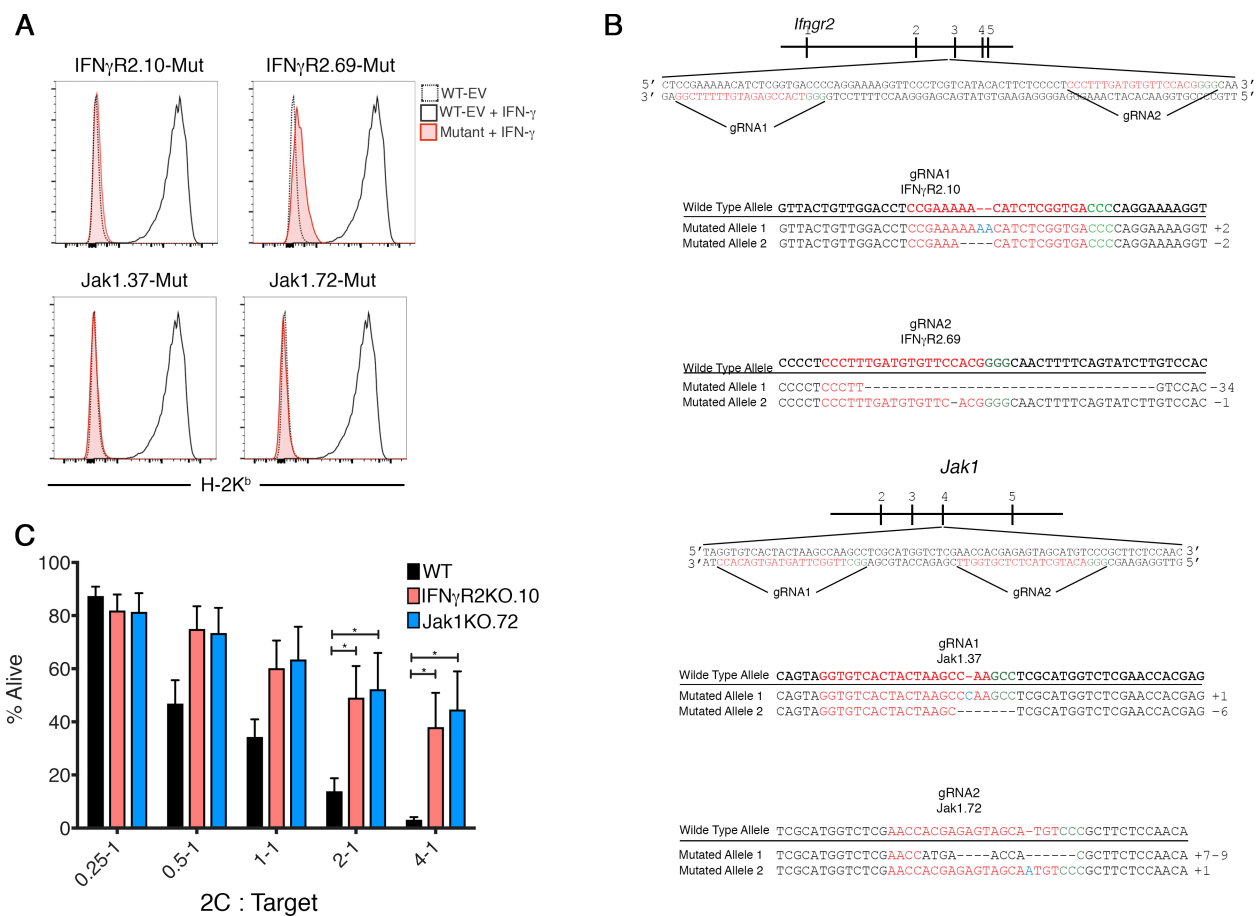 A
IFNγR2.10-Mut
IFNγR2.69-Mut
WT-EV
WT-EV + IFN-γ
Mutant + IFN-γ
Jak1.37-Mut
Jak1.72-Mut
H-2Kᵇ
B
Ifngr2
1 2 3 4 5
5′ CTCCGAAAAACATCTCGGTGACCCCAGGAAAAGGTTCCCTCGTCATACACTTCTCCCCTCCCTTTGATGTGTTCCACGGGGCAA 3′
3′ GAGGCTTTTTGTAGAGCCACTGGGGTCCTTTTCCAAGGGAGCAGTATGTGAAGAGGGGAGGGAAACTACACAAGGTGCCCCGTT 5′
gRNA1
gRNA2
gRNA1
IFNγR2.10
Wilde Type Allele GTTACTGTTGGACCTCCGAAAAA--CATCTCGGTGACCCCAGGAAAAGGT
Mutated Allele 1 GTTACTGTTGGACCTCCGAAAAAAACATCTCGGTGACCCCAGGAAAAGGT +2
Mutated Allele 2 GTTACTGTTGGACCTCCGAAA----CATCTCGGTGACCCCAGGAAAAGGT -2
gRNA2
IFNγR2.69
Wilde Type Allele CCCCTCCCTTTGATGTGTTCCACGGGGCAACTTTTCAGTATCTTGTCCAC
Mutated Allele 1 CCCCTCCCTT----------------------------------GTCCAC -34
Mutated Allele 2 CCCCTCCCTTTGATGTGTTC-ACGGGGCAACTTTTCAGTATCTTGTCCAC -1
Jak1
2 3 4 5
5′ TAGGTGTCACTACTAAGCCAAGCCTCGCATGGTCTCGAACCACGAGAGTAGCATGTCCCGCTTCTCCAAC 3′
3′ ATCCACAGTGATGATTCGGTTCGGAGCGTACCAGAGCTTGGTGCTCTCATCGTACAGGGCGAAGAGGTTG 5′
gRNA1
gRNA2
gRNA1
Jak1.37
Wilde Type Allele CAGTAGGTGTCACTACTAAGCC-AAGCCTCGCATGGTCTCGAACCACGAG
Mutated Allele 1 CAGTAGGTGTCACTACTAAGCCCAAGCCTCGCATGGTCTCGAACCACGAG +1
Mutated Allele 2 CAGTAGGTGTCACTACTAAGC-------TCGCATGGTCTCGAACCACGAG -6
gRNA2
Jak1.72
Wilde Type Allele TCGCATGGTCTCGAACCACGAGAGTAGCA-TGTCCCGCTTCTCCAACA
Mutated Allele 1 TCGCATGGTCTCGAACCATGA----ACCA-----CGCTTCTCCAACA +7-9
Mutated Allele 2 TCGCATGGTCTCGAACCACGAGAGTAGCAATGTCCCGCTTCTCCAACA +1
C
WT
IFNγR2KO.10
Jak1KO.72
% Alive
100
80
60
40
20
0
* * * *
0.25-1 0.5-1 1-1 2-1 4-1
2C : Target